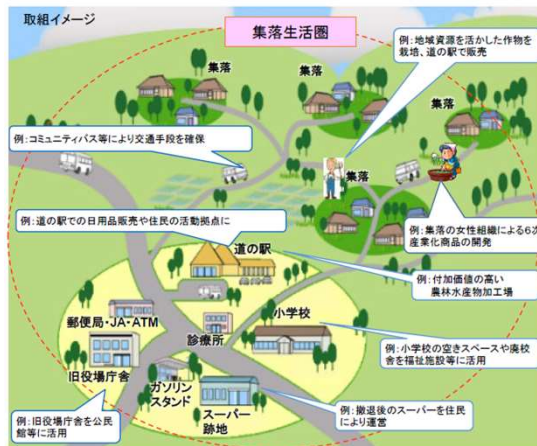 取組イメージ
集落生活圏
例:地域資源を活かした作物を
栽培、道の駅で販売
集落
集落
集落
例:コミュニティバス等により交通手段を確保
集落
例:道の駅での日用品販売や住民の活動拠点に
例:集落の女性組織による6次
産業化商品の開発
道の駅
例:付加価値の高い
農林水産物加工場
郵便局・JA・ATM
小学校
診療所
例:小学校の空きスペースや廃校
舎を福祉施設等に活用
旧役場庁舎
ガソリン
スタンド
スーパー
跡地
例:旧役場庁舎を公民
館等に活用
例:撤退後のスーパーを住民
により運営